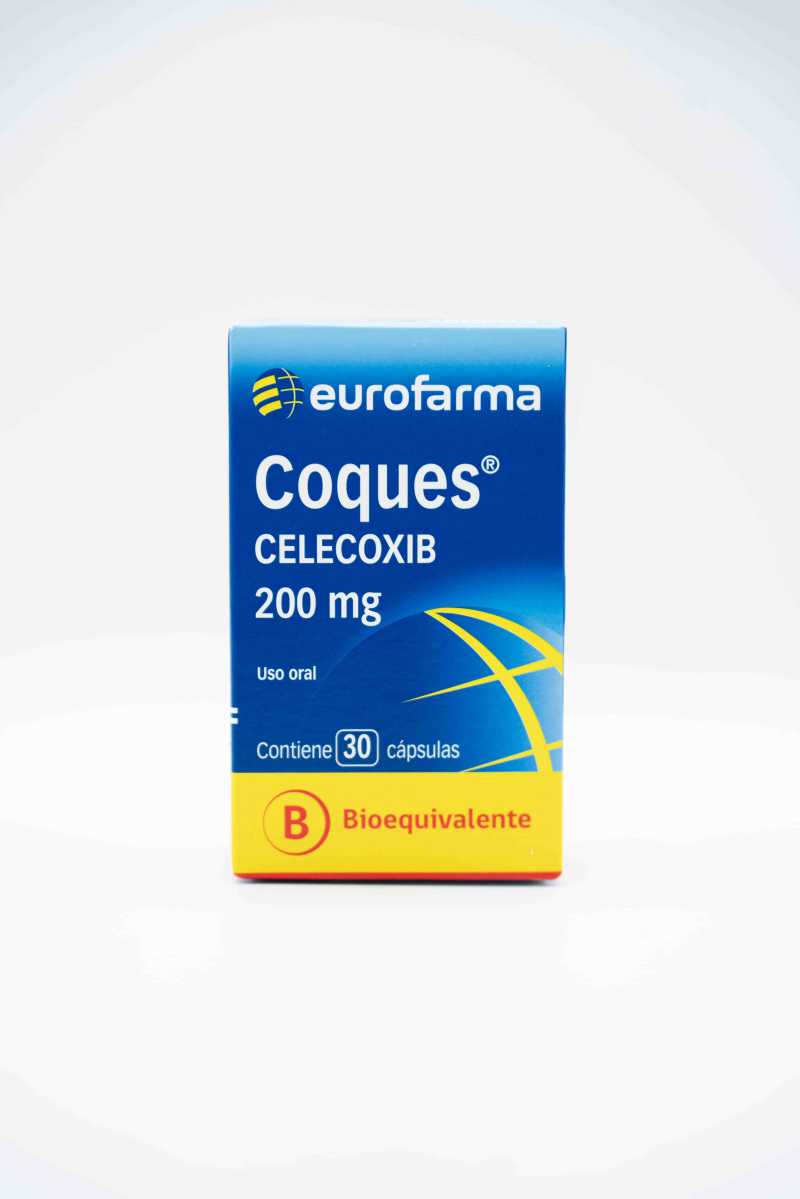 eurofarma
Coques®
CELECOXIB
200 mg
Uso oral
Contiene 30 cápsulas
B Bioequivalente